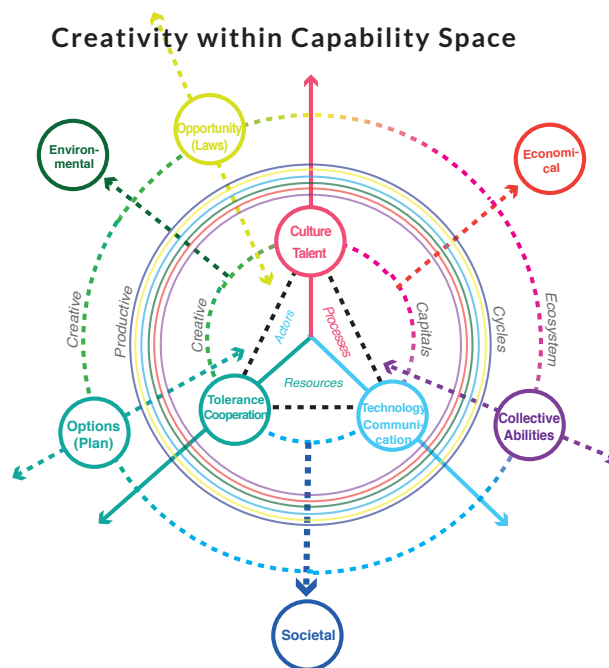 Creativity within Capability Space
Opportunity
(Laws)
Environ-
mental
Economi-
cal
Culture
Talent
Creative
Productive
Creative
Actors
Processes
Capitals
Cycles
Ecosystem
Resources
Tolerance
Cooperation
Technology
Communi-
cation
Options
(Plan)
Collective
Abilities
Societal